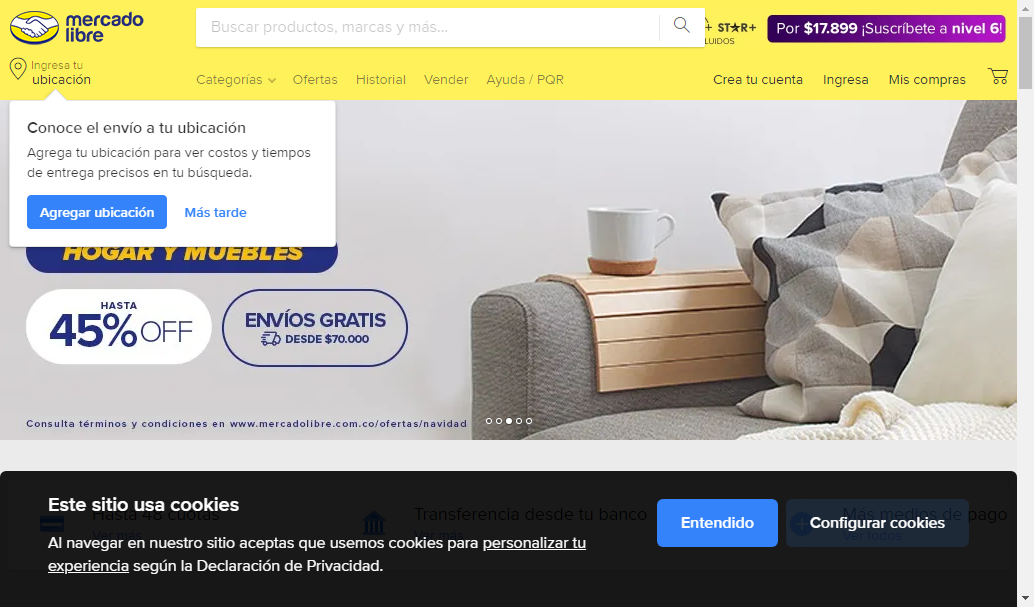 mercado
libre
Buscar productos, marcas y más...
+ STAR+
LUIDOS
Por $17.899 ¡Suscríbete a nivel 6!
Ingresa tu
ubicación
Categorías
Ofertas
Historial
Vender
Ayuda / PQR
Crea tu cuenta
Ingresa
Mis compras
Conoce el envío a tu ubicación
Agrega tu ubicación para ver costos y tiempos
de entrega precisos en tu búsqueda.
Agregar ubicación
Más tarde
HOGAR Y MUEBLES
HASTA
45% OFF
ENVÍOS GRATIS
DESDE $70.000
Consulta términos y condiciones en www.mercadolibre.com.co/ofertas/navidad
Este sitio usa cookies
Hasta 48 cuotas
Transferencia desde tu banco
Más medios de pago
Ver todos
Al navegar en nuestro sitio aceptas que usemos cookies para personalizar tu
experiencia según la Declaración de Privacidad.
Entendido
Configurar cookies